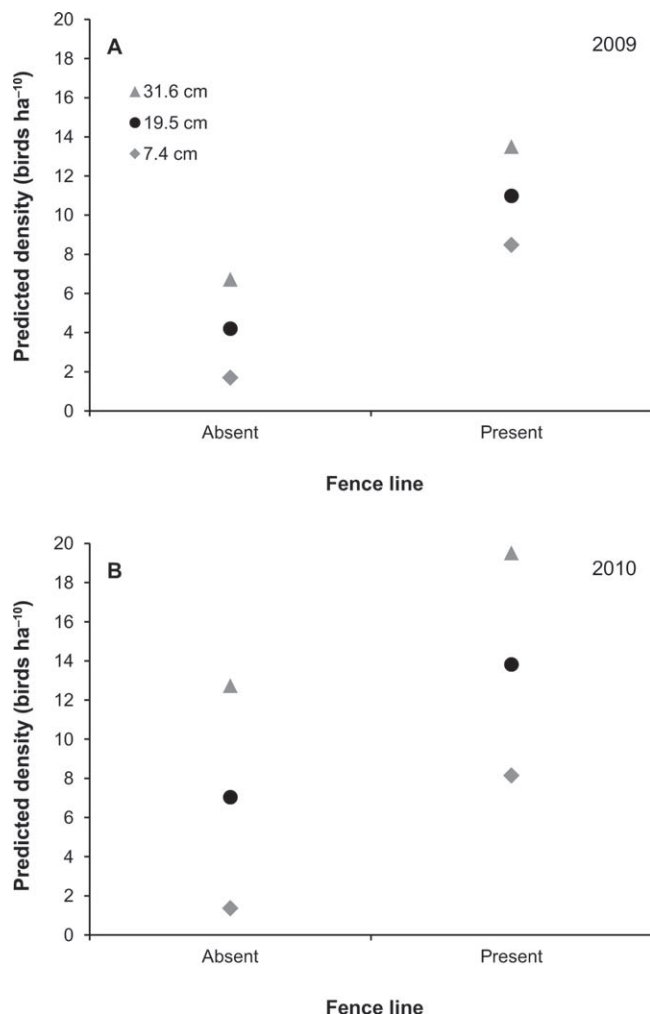 A
2009
31.6 cm
19.5 cm
7.4 cm
Predicted density (birds ha⁻¹⁰)
20
18
16
14
12
10
8
6
4
2
0
Absent Present
Fence line
B
2010
Predicted density (birds ha⁻¹⁰)
20
18
16
14
12
10
8
6
4
2
0
Absent Present
Fence line